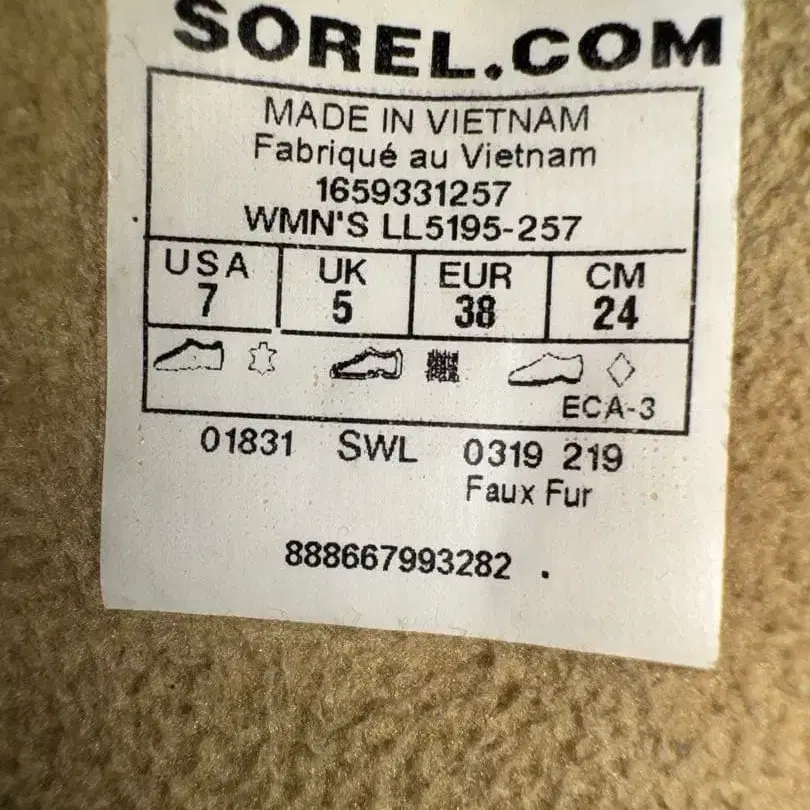 SOREL.COM
MADE IN VIETNAM
Fabriqué au Vietnam
1659331257
WMN'S LL5195-257
USA UK EUR CM
7 5 38 24
ECA-3
01831 SWL 0319 219
Faux Fur
888667993282 .